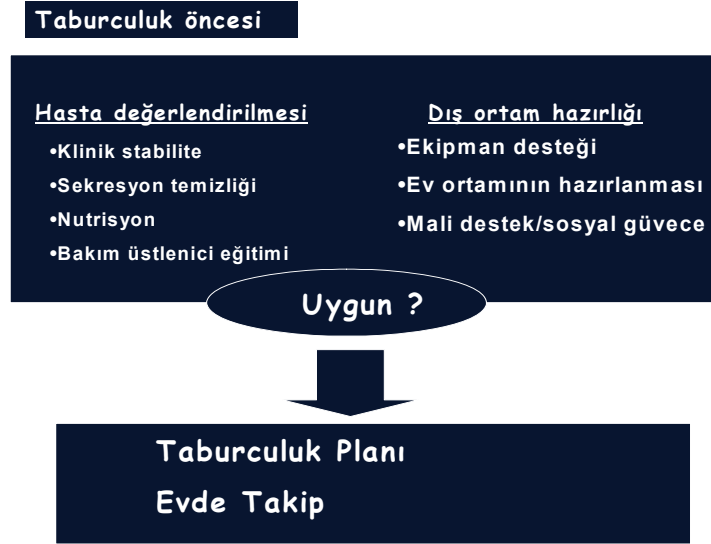 Taburculuk öncesi
Hasta değerlendirilmesi
•Klinik stabilite
•Sekresyon temizliği
•Nutrisyon
•Bakım üstlenici eğitimi
Dış ortam hazırlığı
•Ekipman desteği
•Ev ortamının hazırlanması
•Mali destek/sosyal güvece
Uygun ?
Taburculuk Planı
Evde Takip